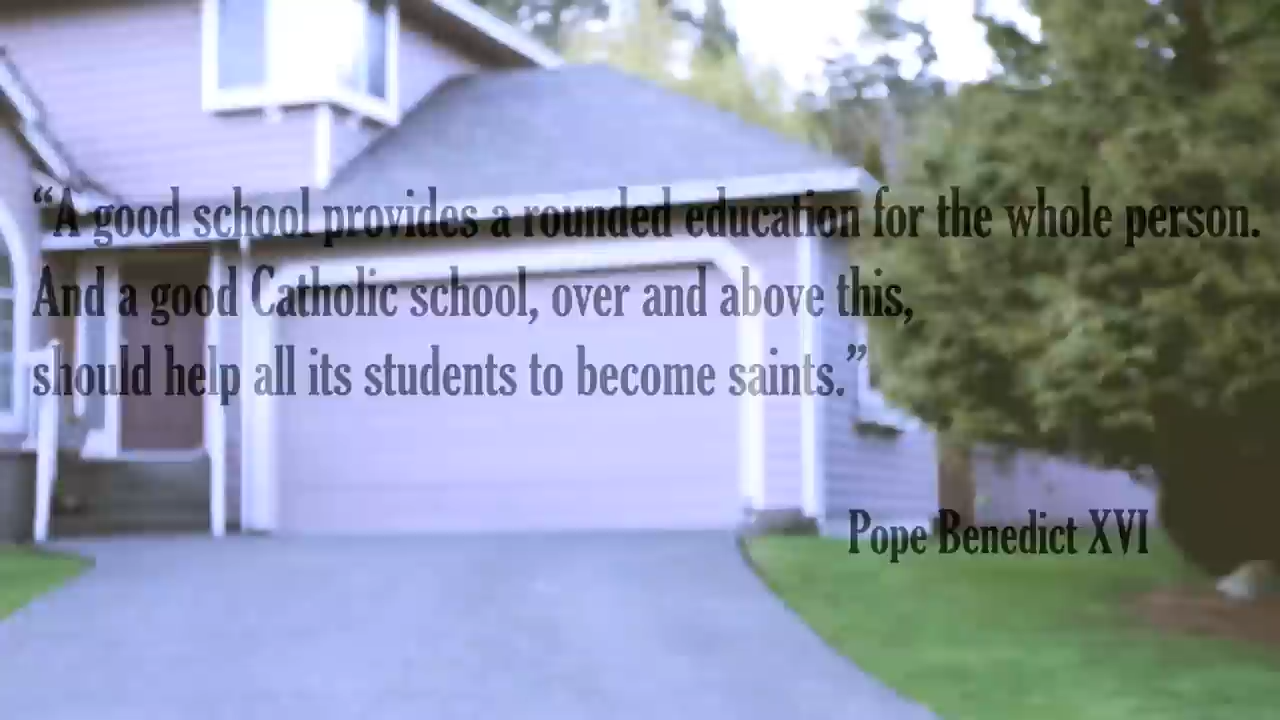 “A good school provides a rounded education for the whole person.
And a good Catholic school, over and above this,
should help all its students to become saints.”
Pope Benedict XVI